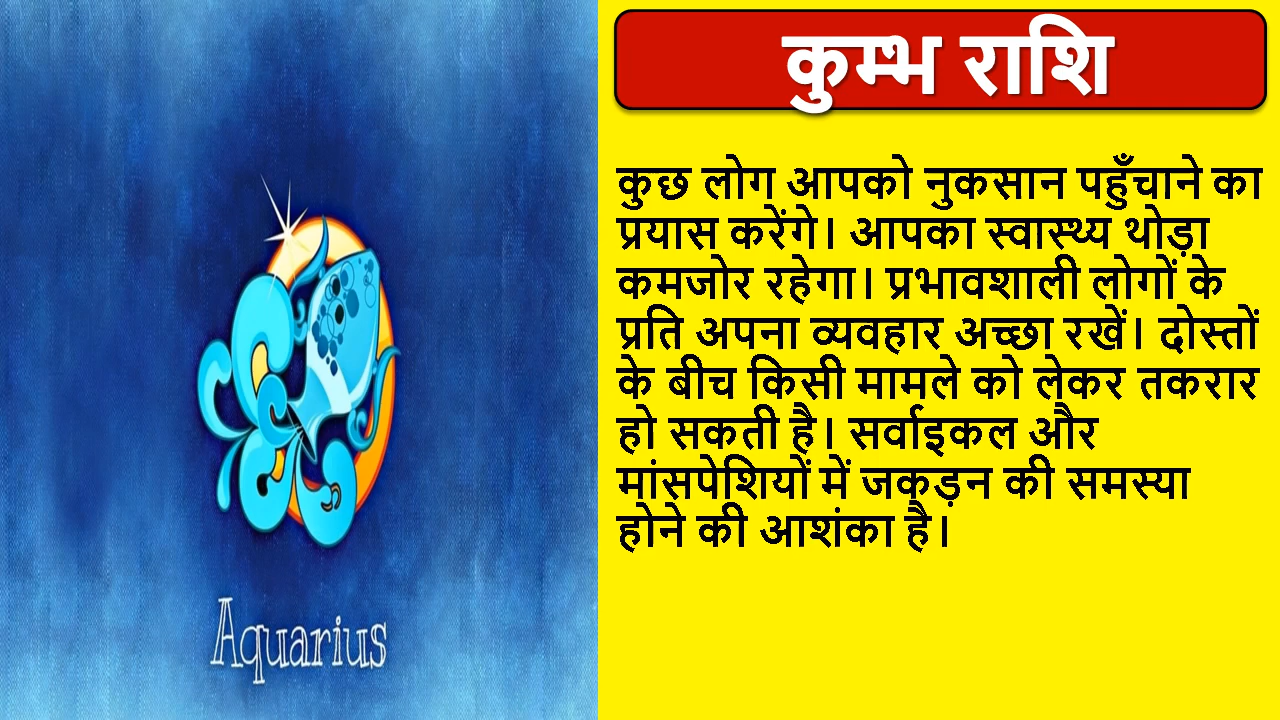 कुम्भ राशि
कुछ लोग आपको नुकसान पहुँचाने का
प्रयास करेंगे। आपका स्वास्थ्य थोड़ा
कमजोर रहेगा। प्रभावशाली लोगों के
प्रति अपना व्यवहार अच्छा रखें। दोस्तों
के बीच किसी मामले को लेकर तकरार
हो सकती है। सर्वाइकल और
मांसपेशियों में जकड़न की समस्या
होने की आशंका है।
Aquarius